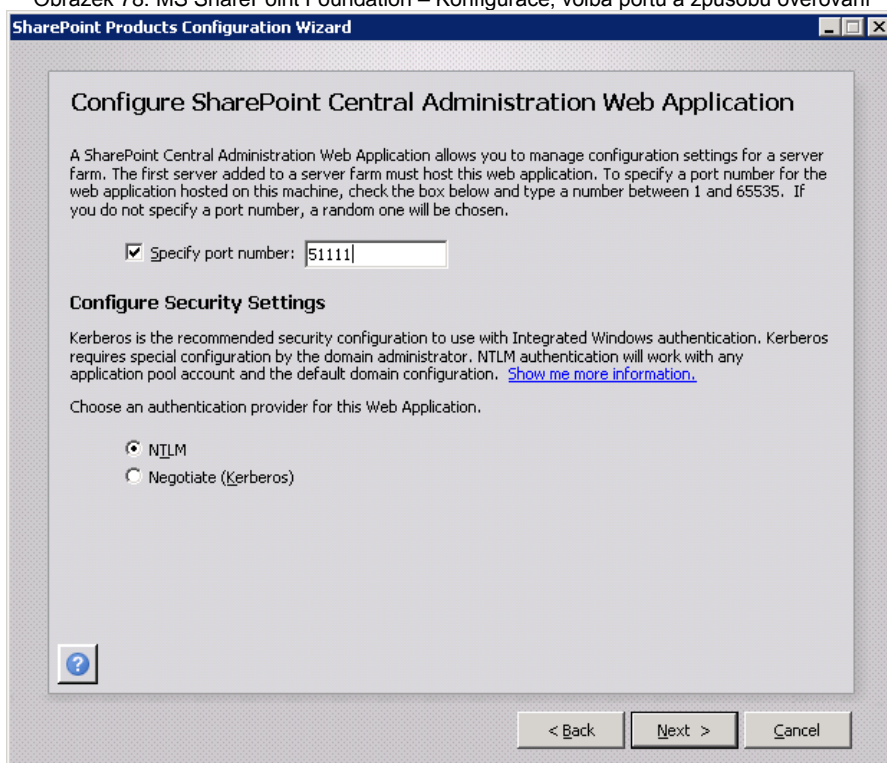 Obrázek 78: MS SharePoint Foundation – Konfigurace, volba portu a způsobu ověřování
SharePoint Products Configuration Wizard
Configure SharePoint Central Administration Web Application
A SharePoint Central Administration Web Application allows you to manage configuration settings for a server
farm. The first server added to a server farm must host this web application. To specify a port number for the
web application hosted on this machine, check the box below and type a number between 1 and 65535. If
you do not specify a port number, a random one will be chosen.
Specify port number: 51111
Configure Security Settings
Kerberos is the recommended security configuration to use with Integrated Windows authentication. Kerberos
requires special configuration by the domain administrator. NTLM authentication will work with any
application pool account and the default domain configuration. Show me more information.
Choose an authentication provider for this Web Application.
NTLM
Negotiate (Kerberos)
?
< Back Next > Cancel